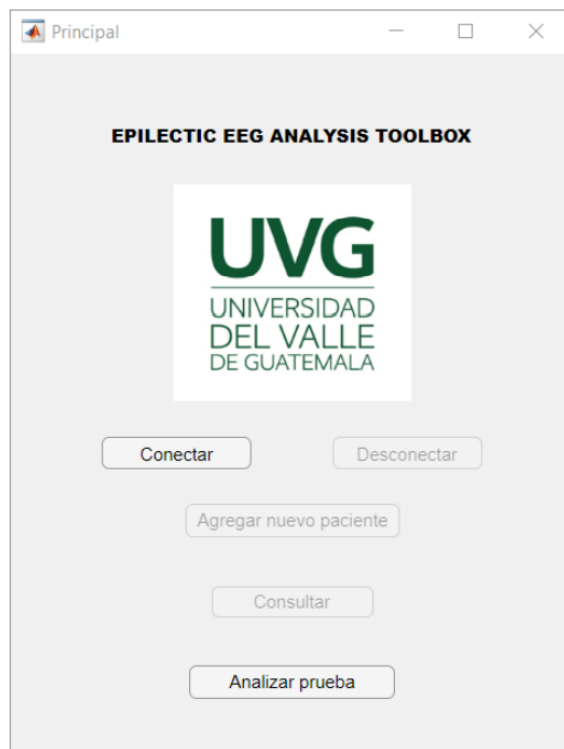 Principal
EPILECTIC EEG ANALYSIS TOOLBOX
UVG
UNIVERSIDAD
DEL VALLE
DE GUATEMALA
Conectar
Desconectar
Agregar nuevo paciente
Consultar
Analizar prueba